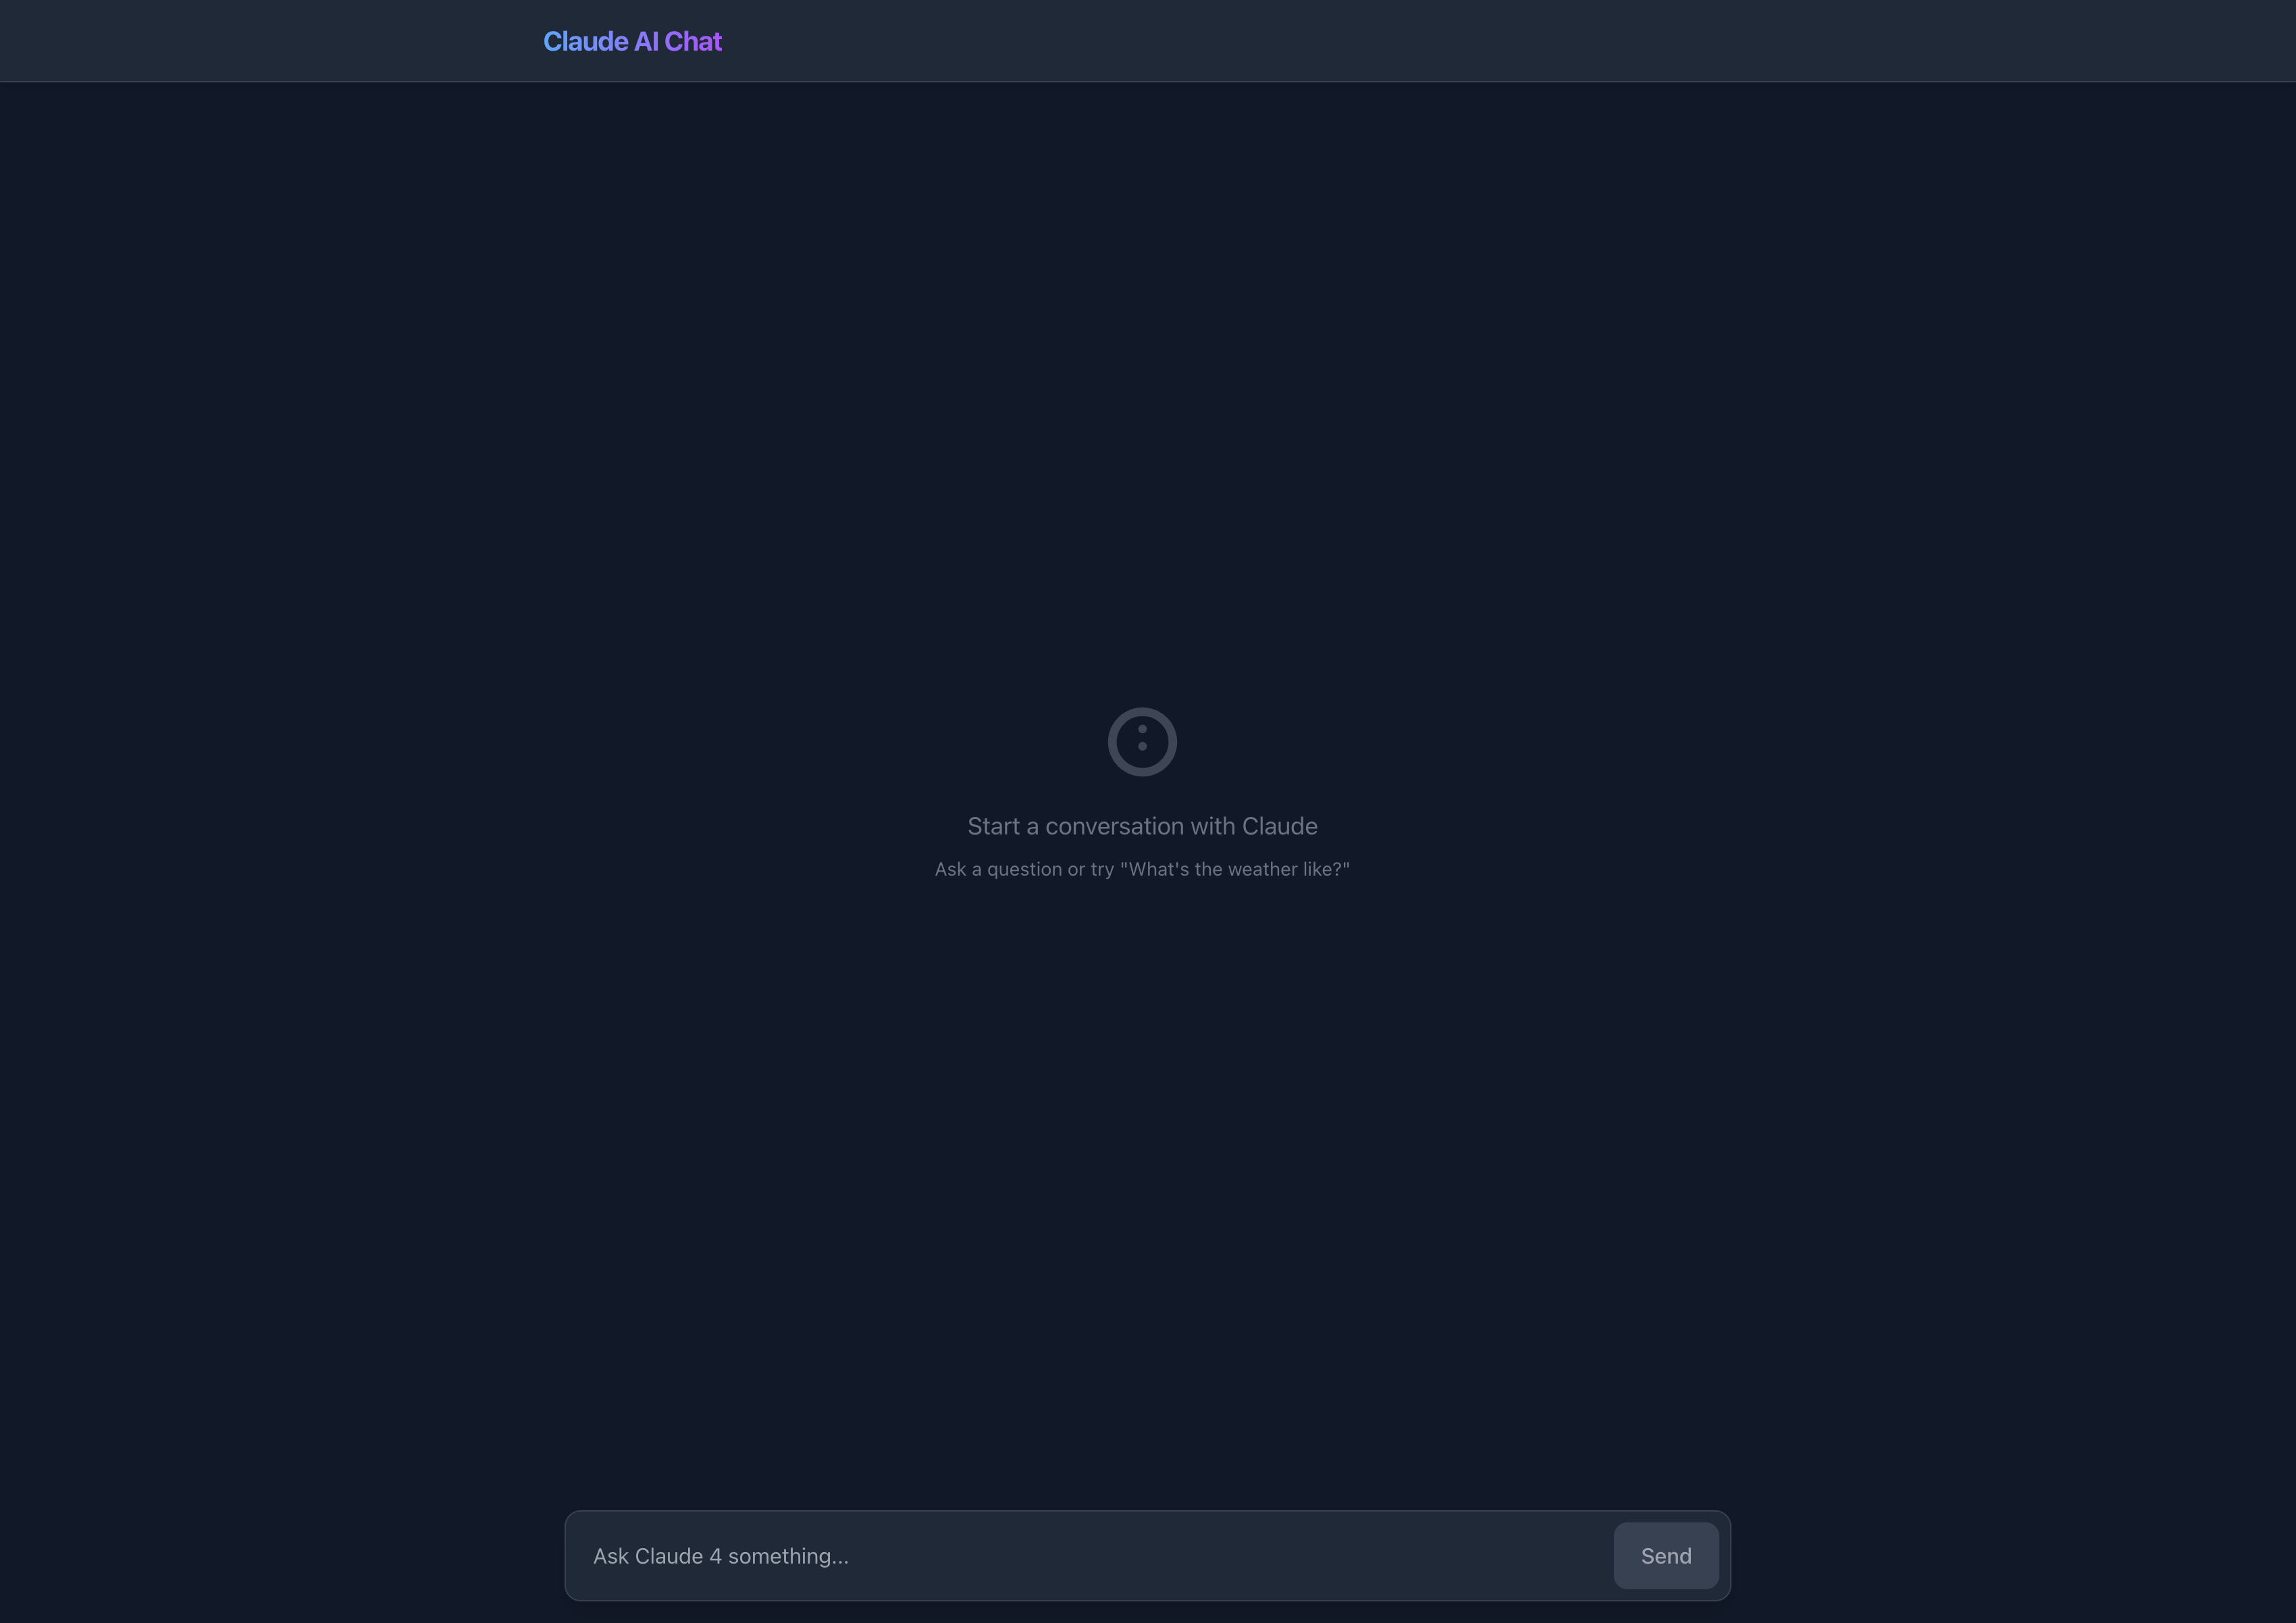 Claude AI Chat
Start a conversation with Claude
Ask a question or try "What's the weather like?"
Ask Claude 4 something...
Send